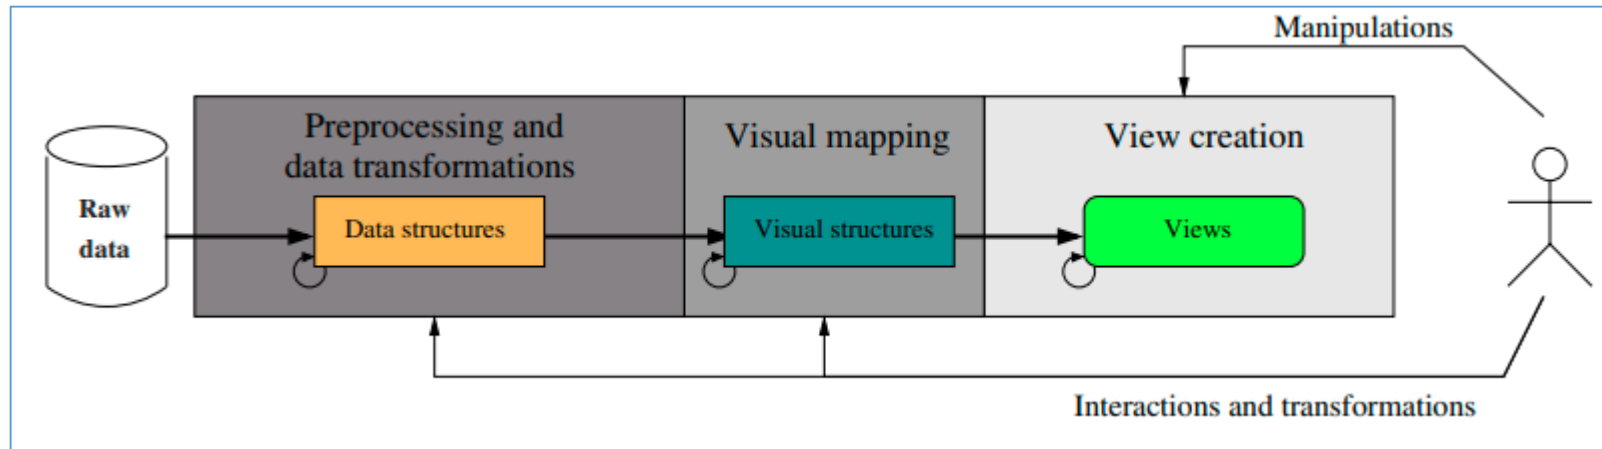 Manipulations
Preprocessing and
data transformations
Visual mapping
View creation
Raw
data
Data structures
Visual structures
Views
Interactions and transformations